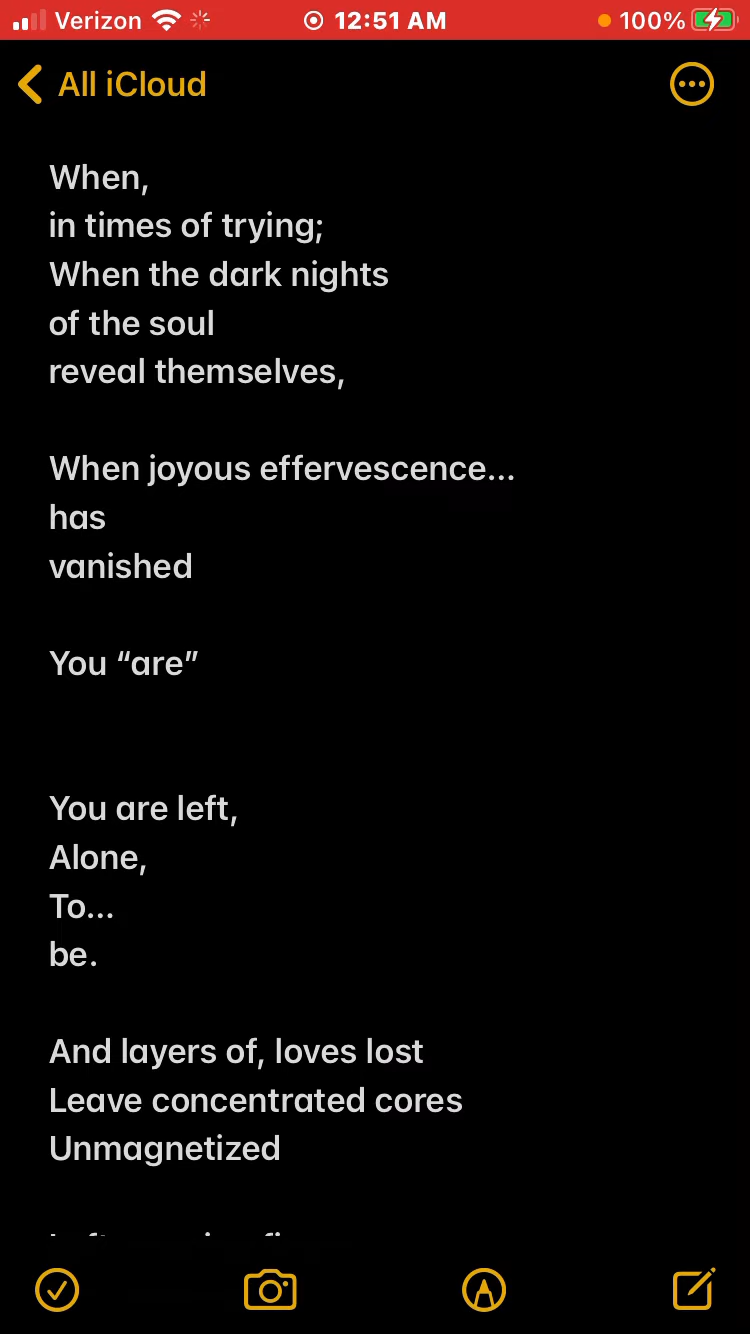 Verizon 12:51 AM 100%
All iCloud
When,
in times of trying;
When the dark nights
of the soul
reveal themselves,
When joyous effervescence...
has
vanished
You “are”
You are left,
Alone,
To...
be.
And layers of, loves lost
Leave concentrated cores
Unmagnetized